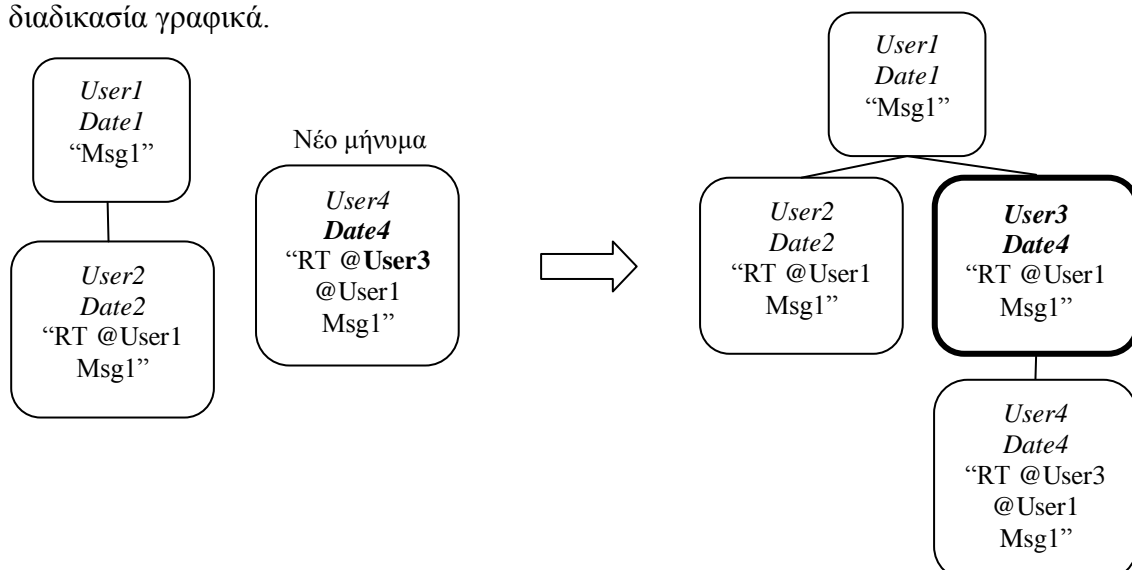 διαδικασία γραφικά.
User1
Date1
“Msg1”
User2
Date2
“RT @User1
Msg1”
Νέο μήνυμα
User4
Date4
“RT @User3
@User1
Msg1”
User1
Date1
“Msg1”
User2
Date2
“RT @User1
Msg1”
User3
Date4
“RT @User1
Msg1”
User4
Date4
“RT @User3
@User1
Msg1”